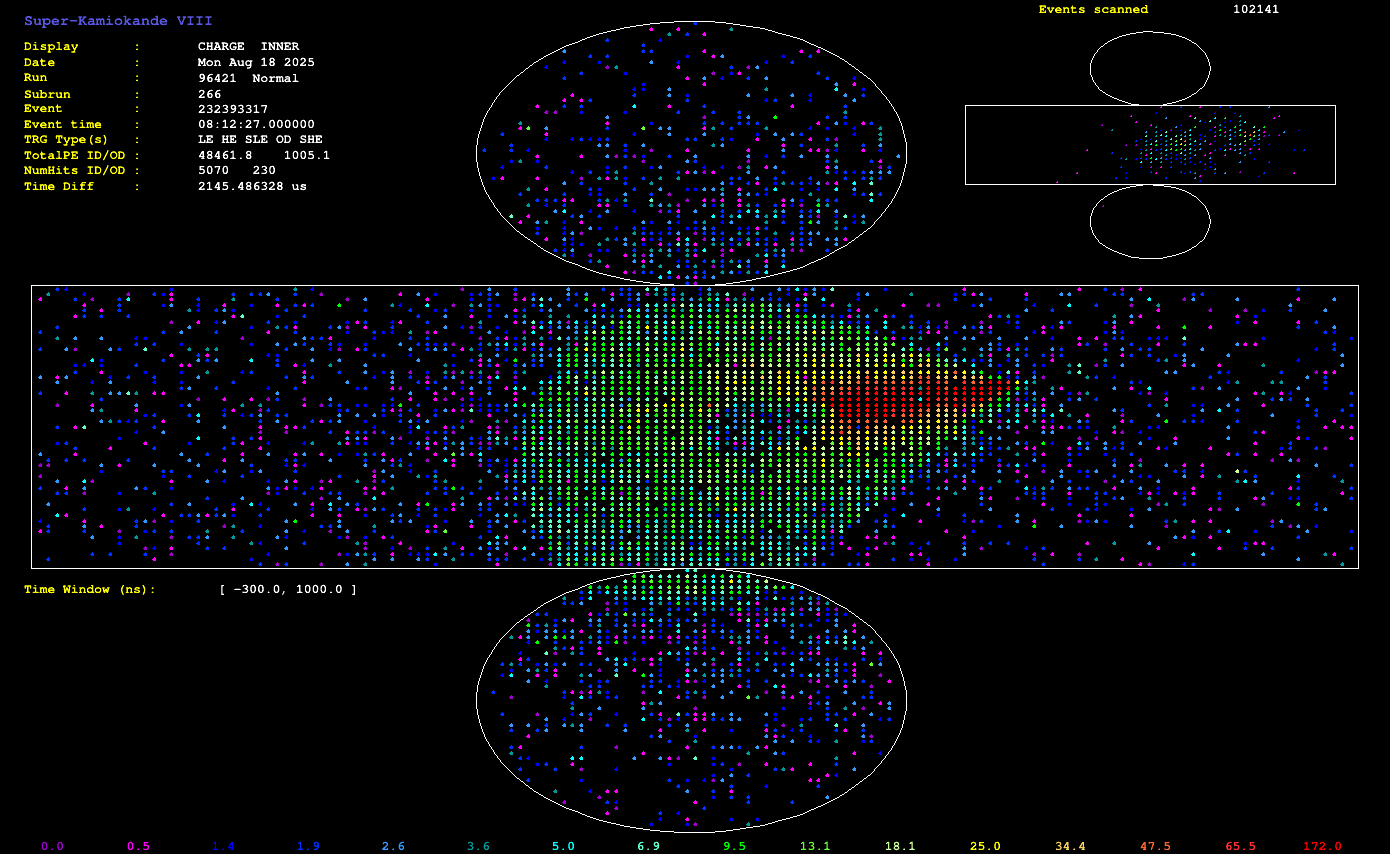 Super-Kamiokande VIII
Events scanned 102141
Display : CHARGE INNER
Date : Mon Aug 18 2025
Run : 96421 Normal
Subrun : 266
Event : 232393317
Event time : 08:12:27.000000
TRG Type(s) : LE HE SLE OD SHE
TotalPE ID/OD : 48461.8 1005.1
NumHits ID/OD : 5070 230
Time Diff : 2145.486328 us
Time Window (ns): [ -300.0, 1000.0 ]
0.0 0.5 1.4 1.9 2.6 3.6 5.0 6.9 9.5 13.1 18.1 25.0 34.4 47.5 65.5 172.0